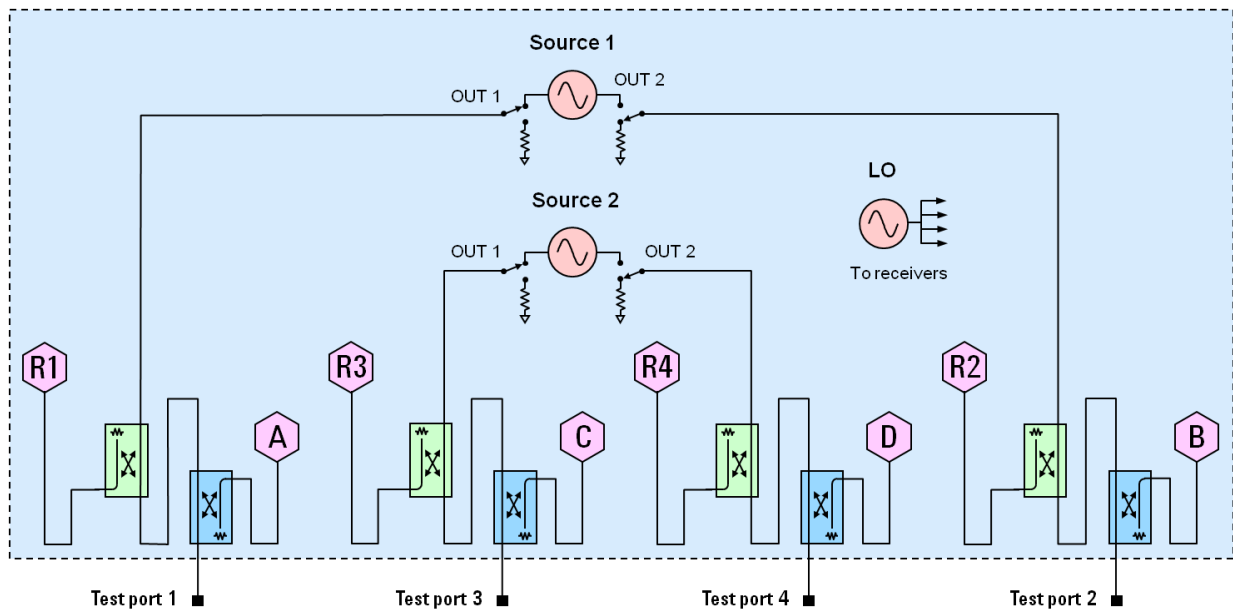 Source 1
OUT 1
OUT 2
LO
Source 2
OUT 1
OUT 2
To receivers
R1
R3
R4
R2
A
C
D
B
Test port 1
Test port 3
Test port 4
Test port 2